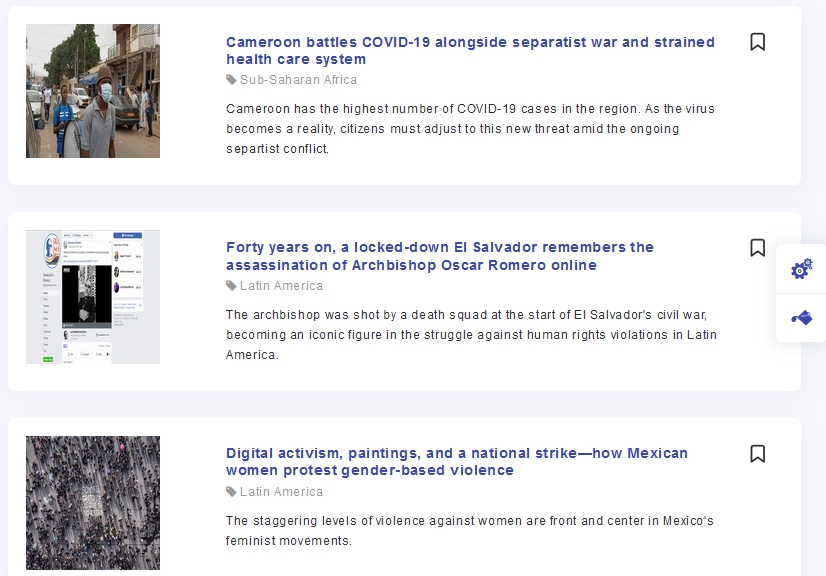 Cameroon battles COVID-19 alongside separatist war and strained
health care system
Sub-Saharan Africa
Cameroon has the highest number of COVID-19 cases in the region. As the virus
becomes a reality, citizens must adjust to this new threat amid the ongoing
separtist conflict.
Forty years on, a locked-down El Salvador remembers the
assassination of Archbishop Oscar Romero online
Latin America
The archbishop was shot by a death squad at the start of El Salvador's civil war,
becoming an iconic figure in the struggle against human rights violations in Latin
America.
Digital activism, paintings, and a national strike—how Mexican
women protest gender-based violence
Latin America
The staggering levels of violence against women are front and center in Mexico's
feminist movements.